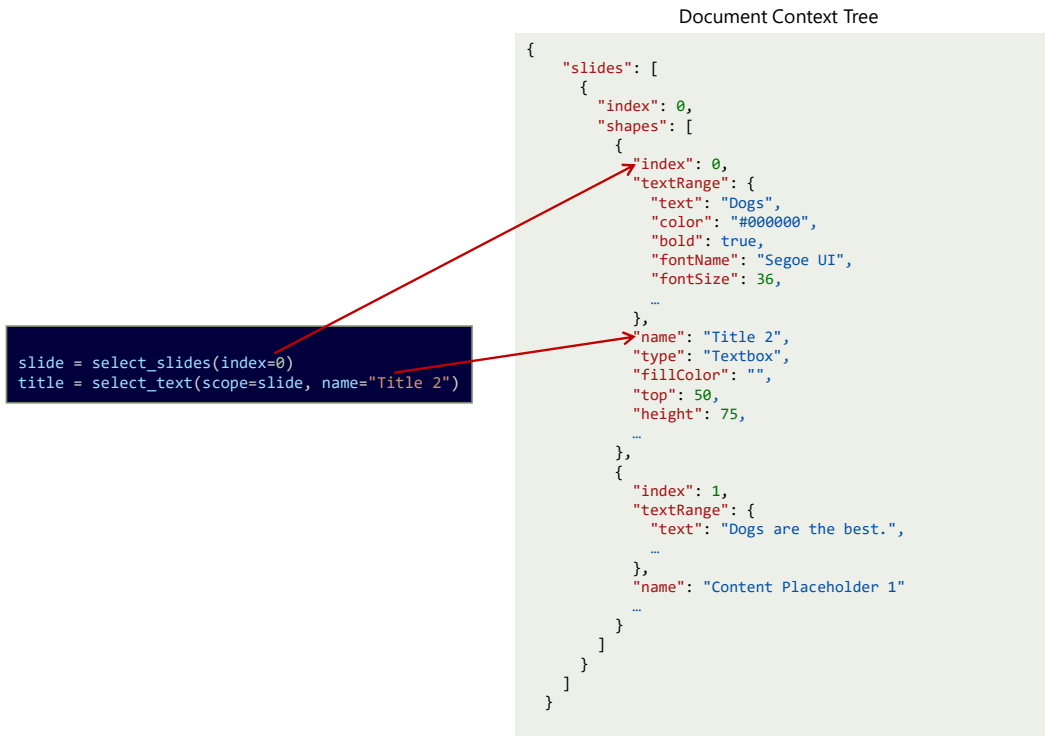 Document Context Tree
{
"slides": [
{
"index": 0,
"shapes": [
{
"index": 0,
"textRange": {
"text": "Dogs",
"color": "#000000",
"bold": true,
"fontName": "Segoe UI",
"fontSize": 36,
…
},
"name": "Title 2",
"type": "Textbox",
"fillColor": "",
"top": 50,
"height": 75,
…
},
{
"index": 1,
"textRange": {
"text": "Dogs are the best.",
…
},
"name": "Content Placeholder 1"
…
}
]
}
]
}
slide = select_slides(index=0)
title = select_text(scope=slide, name="Title 2")